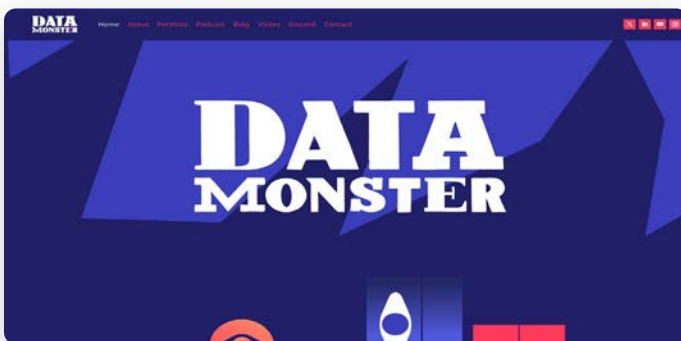 DATA
MONSTER
Home About Portfolio Podcast Blog Vizzes Discord Contact
DATA
MONSTER